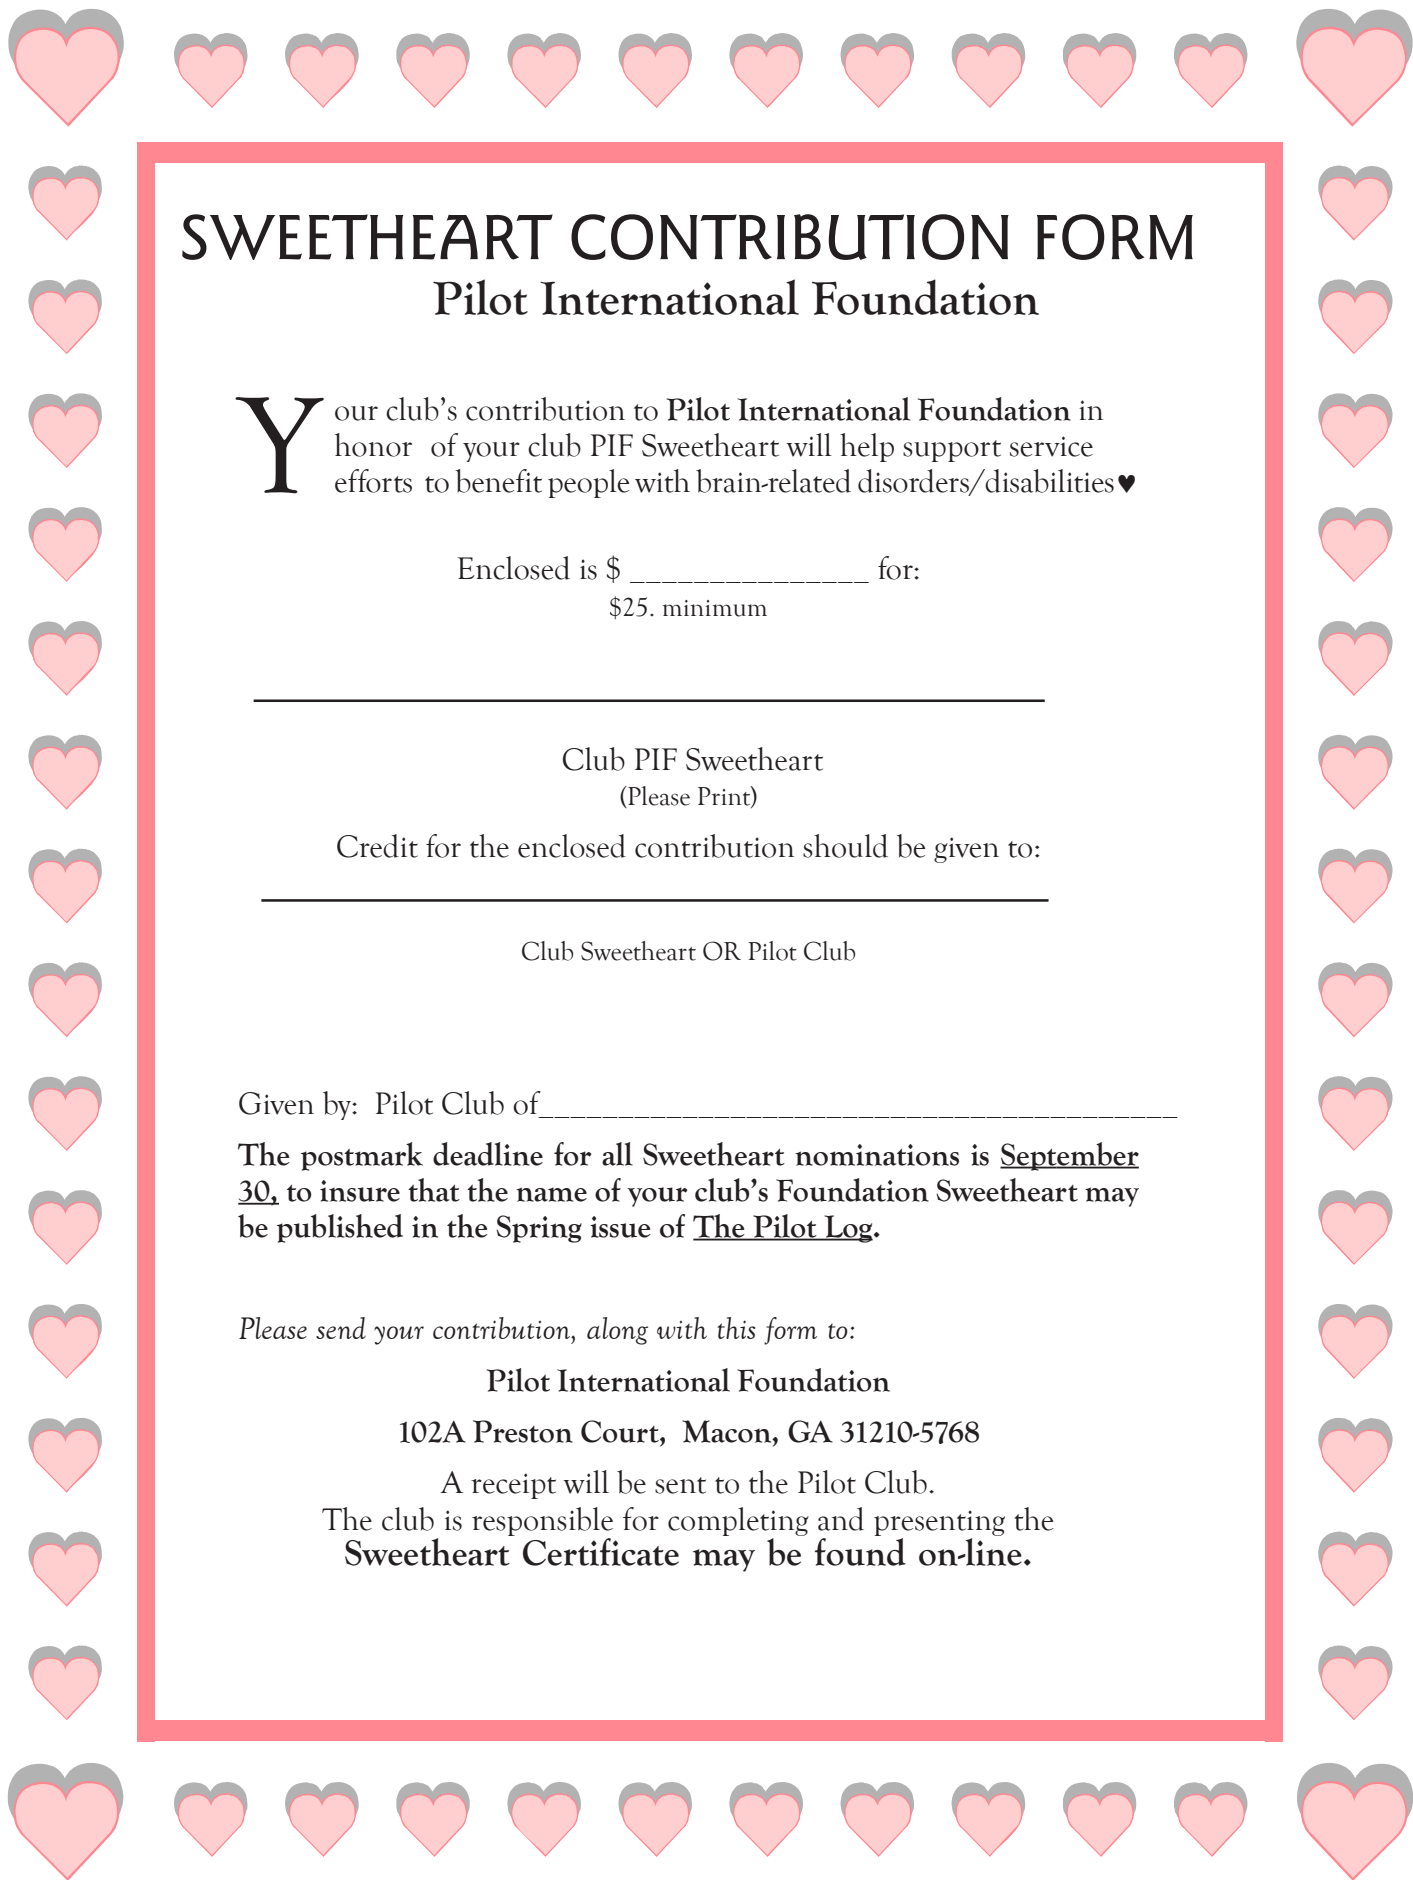 SWEETHEART CONTRIBUTION FORM
Pilot International Foundation
Your club's contribution to Pilot International Foundation in
honor of your club PIF Sweetheart will help support service
efforts to benefit people with brain-related disorders/disabilities♥
Enclosed is $ _______________ for:
$25. minimum
Club PIF Sweetheart
(Please Print)
Credit for the enclosed contribution should be given to:
Club Sweetheart OR Pilot Club
Given by: Pilot Club of________________________________________
The postmark deadline for all Sweetheart nominations is September
30, to insure that the name of your club's Foundation Sweetheart may
be published in the Spring issue of The Pilot Log.
Please send your contribution, along with this form to:
Pilot International Foundation
102A Preston Court, Macon, GA 31210-5768
A receipt will be sent to the Pilot Club.
The club is responsible for completing and presenting the
Sweetheart Certificate may be found on-line.